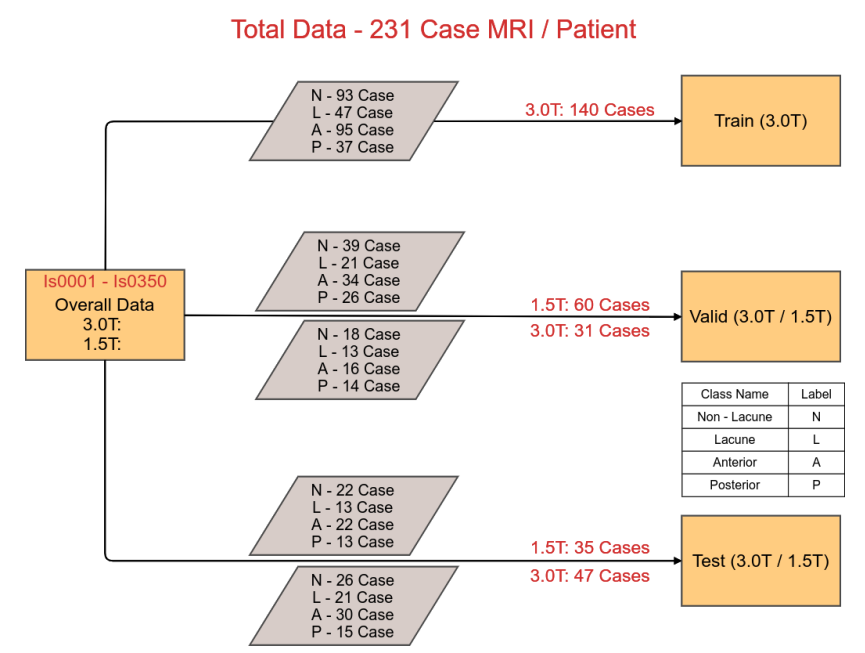 Total Data - 231 Case MRI / Patient
N - 93 Case
L - 47 Case
A - 95 Case
P - 37 Case
3.0T: 140 Cases
Train (3.0T)
Is0001 - Is0350
Overall Data
3.0T:
1.5T:
N - 39 Case
L - 21 Case
A - 34 Case
P - 26 Case
1.5T: 60 Cases
3.0T: 31 Cases
Valid (3.0T / 1.5T)
N - 18 Case
L - 13 Case
A - 16 Case
P - 14 Case
Class Name Label
Non - Lacune N
Lacune L
Anterior A
Posterior P
N - 22 Case
L - 13 Case
A - 22 Case
P - 13 Case
1.5T: 35 Cases
3.0T: 47 Cases
Test (3.0T / 1.5T)
N - 26 Case
L - 21 Case
A - 30 Case
P - 15 Case